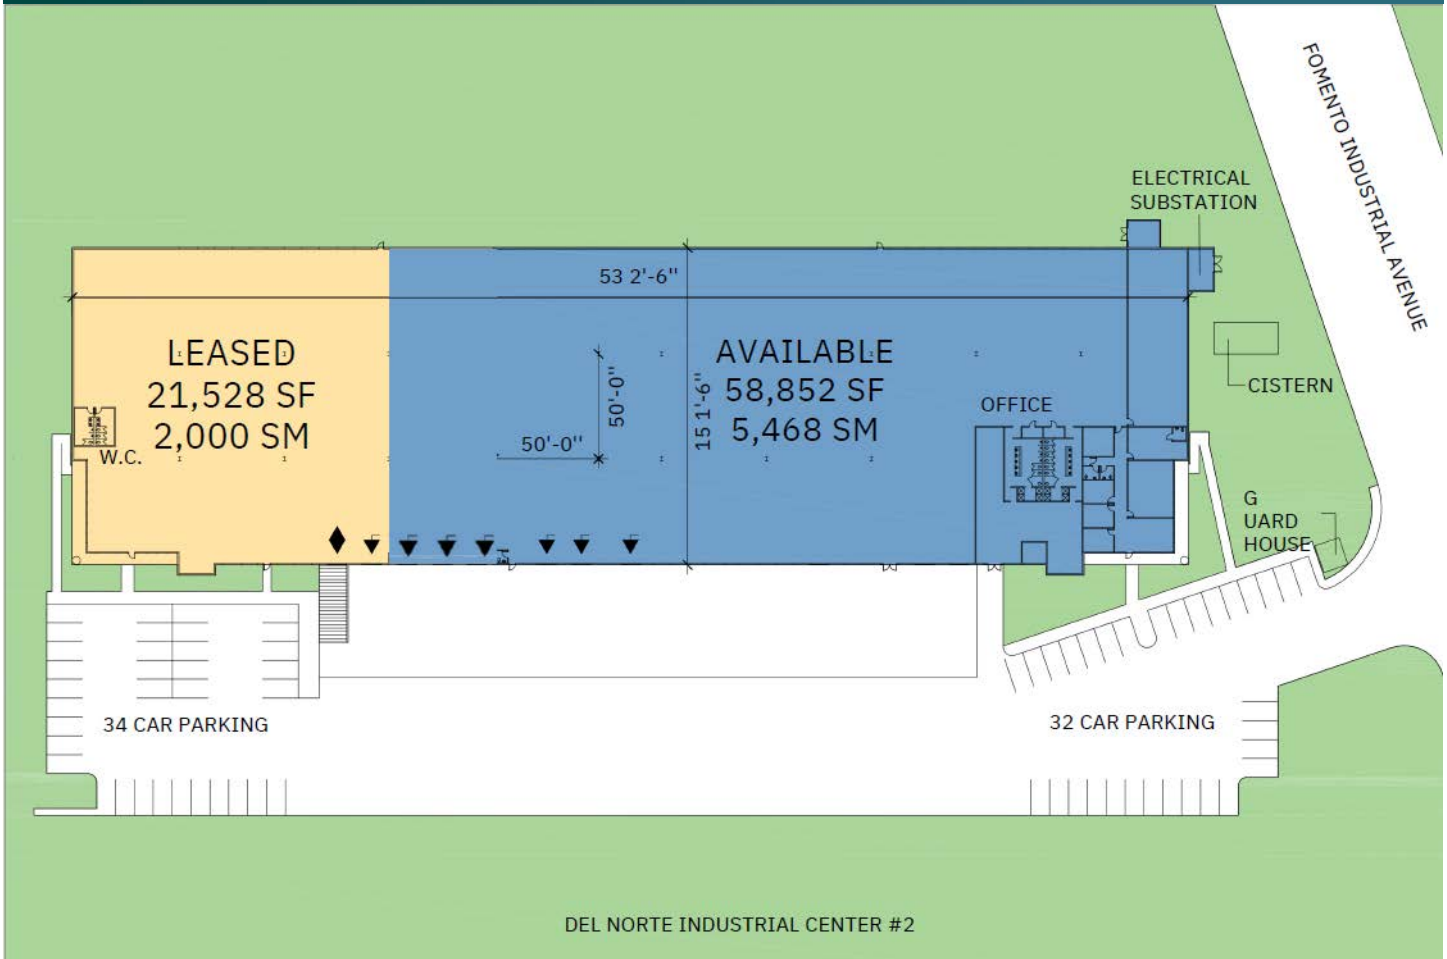 FOMENTO INDUSTRIAL AVENUE
ELECTRICAL
SUBSTATION
53 2'-6"
LEASED
21,528 SF
2,000 SM
AVAILABLE
58,852 SF
5,468 SM
15 1'-6"
50'-0"
50'-0"
OFFICE
CISTERN
W.C.
G
UARD
HOUSE
34 CAR PARKING
32 CAR PARKING
DEL NORTE INDUSTRIAL CENTER #2